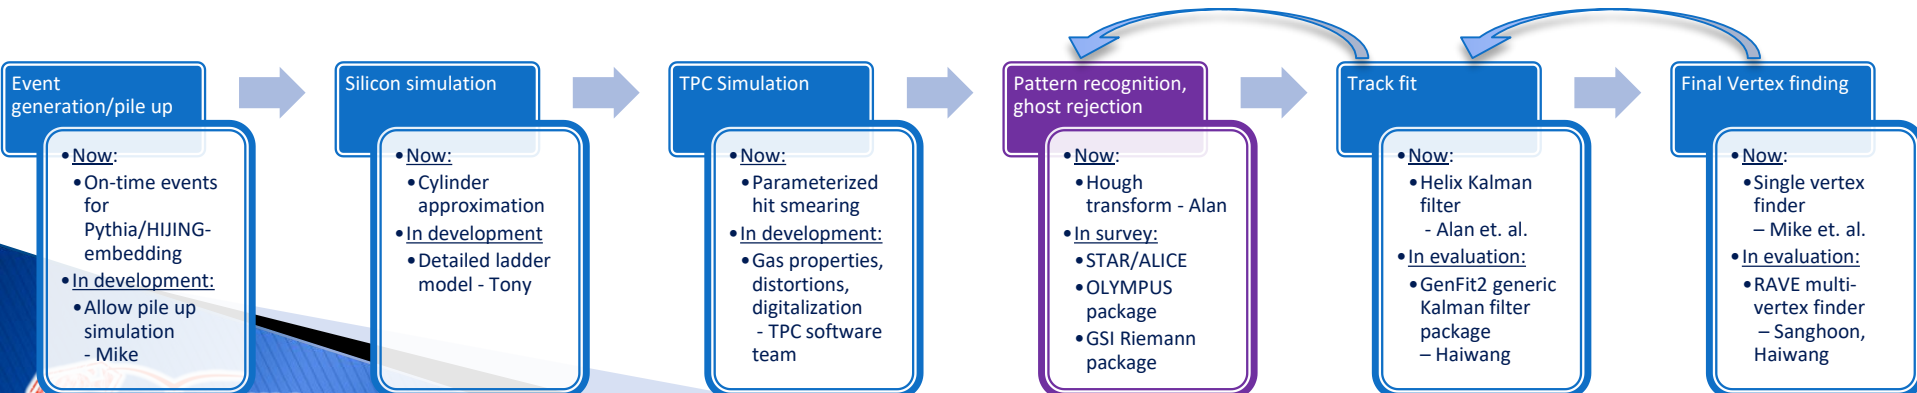 Event
generation/pile up
•Now:
•On-time events
for
Pythia/HIJING-
embedding
•In development:
•Allow pile up
simulation
- Mike
Silicon simulation
•Now:
•Cylinder
approximation
•In development
•Detailed ladder
model - Tony
TPC Simulation
•Now:
•Parameterized
hit smearing
•In development:
•Gas properties,
distortions,
digitalization
- TPC software
team
Pattern recognition,
ghost rejection
•Now:
•Hough
transform - Alan
•In survey:
•STAR/ALICE
•OLYMPUS
package
•GSI Riemann
package
Track fit
•Now:
•Helix Kalman
filter
- Alan et. al.
•In evaluation:
•GenFit2 generic
Kalman filter
package
– Haiwang
Final Vertex finding
•Now:
•Single vertex
finder
– Mike et. al.
•In evaluation:
•RAVE multi-
vertex finder
– Sanghoon,
Haiwang